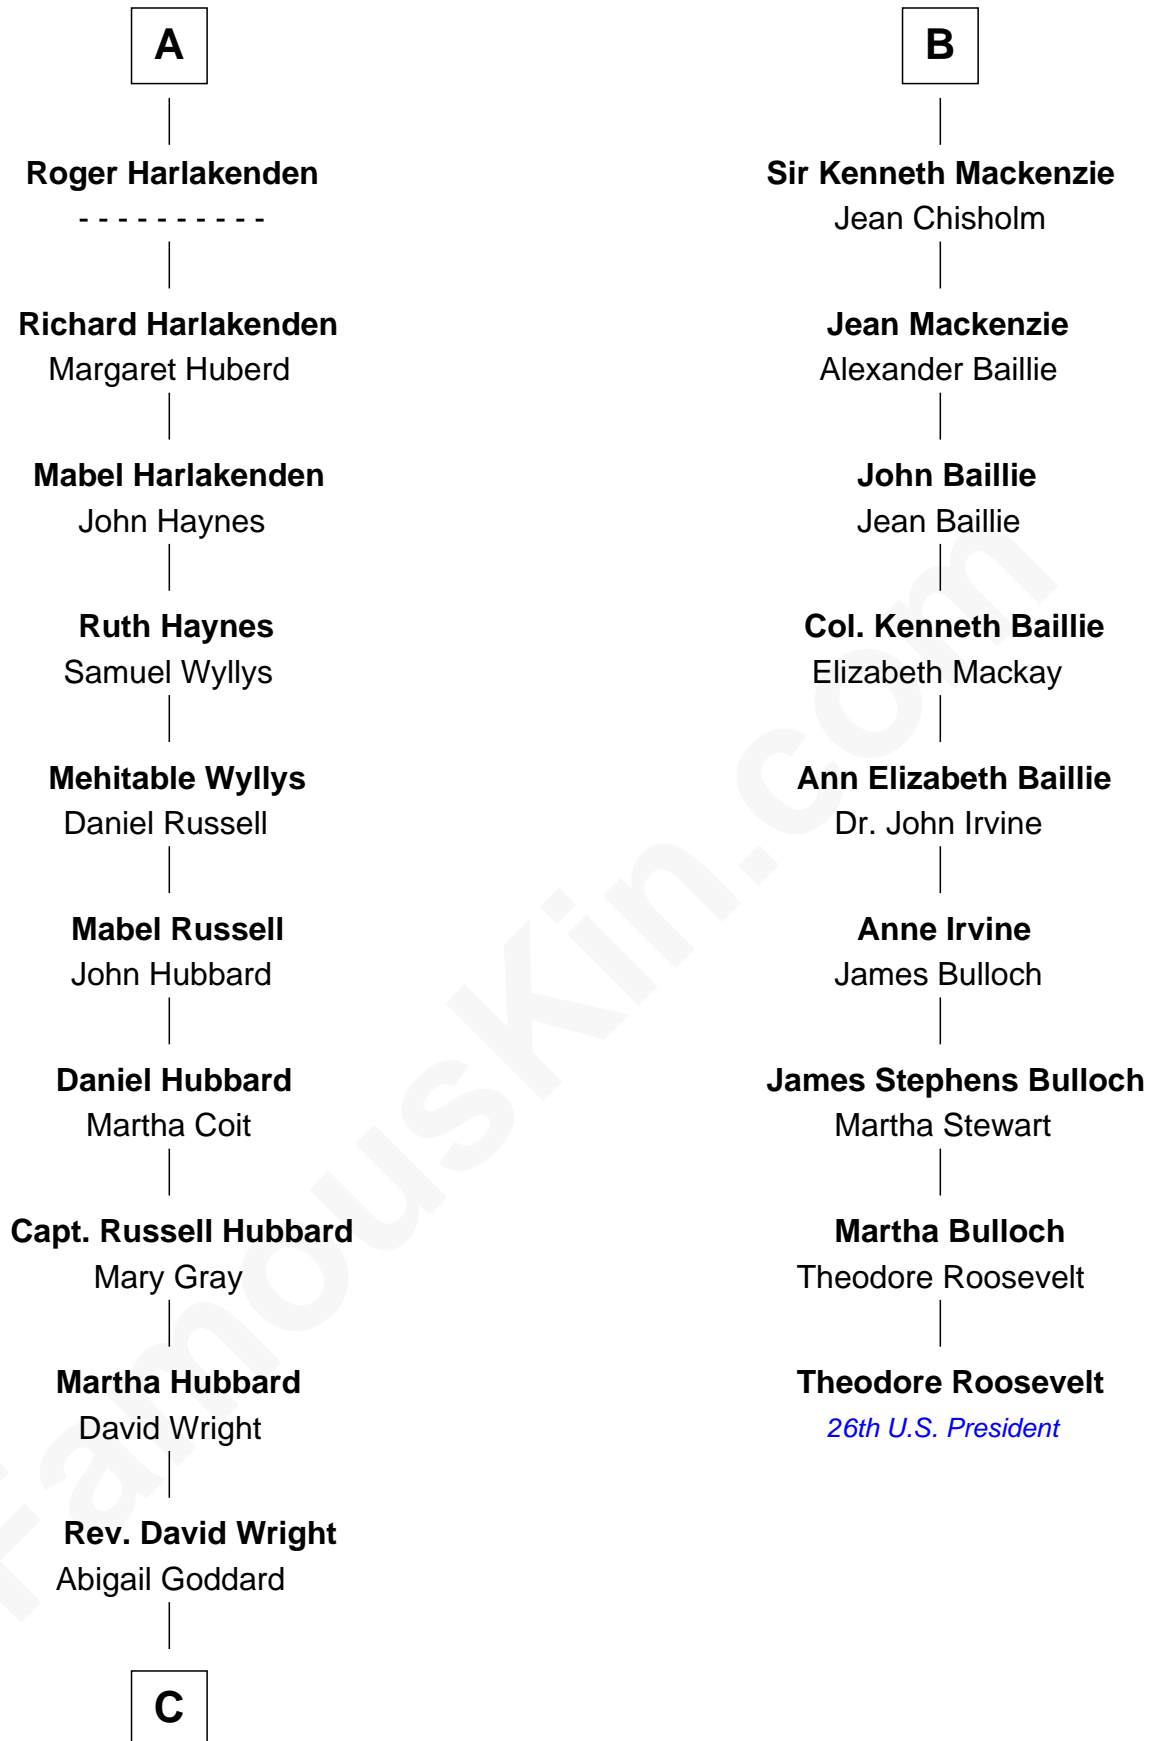 A
Roger Harlakenden
- - - - - - - - - -
Richard Harlakenden
Margaret Huberd
Mabel Harlakenden
John Haynes
Ruth Haynes
Samuel Wyllys
Mehitable Wyllys
Daniel Russell
Mabel Russell
John Hubbard
Daniel Hubbard
Martha Coit
Capt. Russell Hubbard
Mary Gray
Martha Hubbard
David Wright
Rev. David Wright
Abigail Goddard
C
B
Sir Kenneth Mackenzie
Jean Chisholm
Jean Mackenzie
Alexander Baillie
John Baillie
Jean Baillie
Col. Kenneth Baillie
Elizabeth Mackay
Ann Elizabeth Baillie
Dr. John Irvine
Anne Irvine
James Bulloch
James Stephens Bulloch
Martha Stewart
Martha Bulloch
Theodore Roosevelt
Theodore Roosevelt
26th U.S. President
FamousKin.com